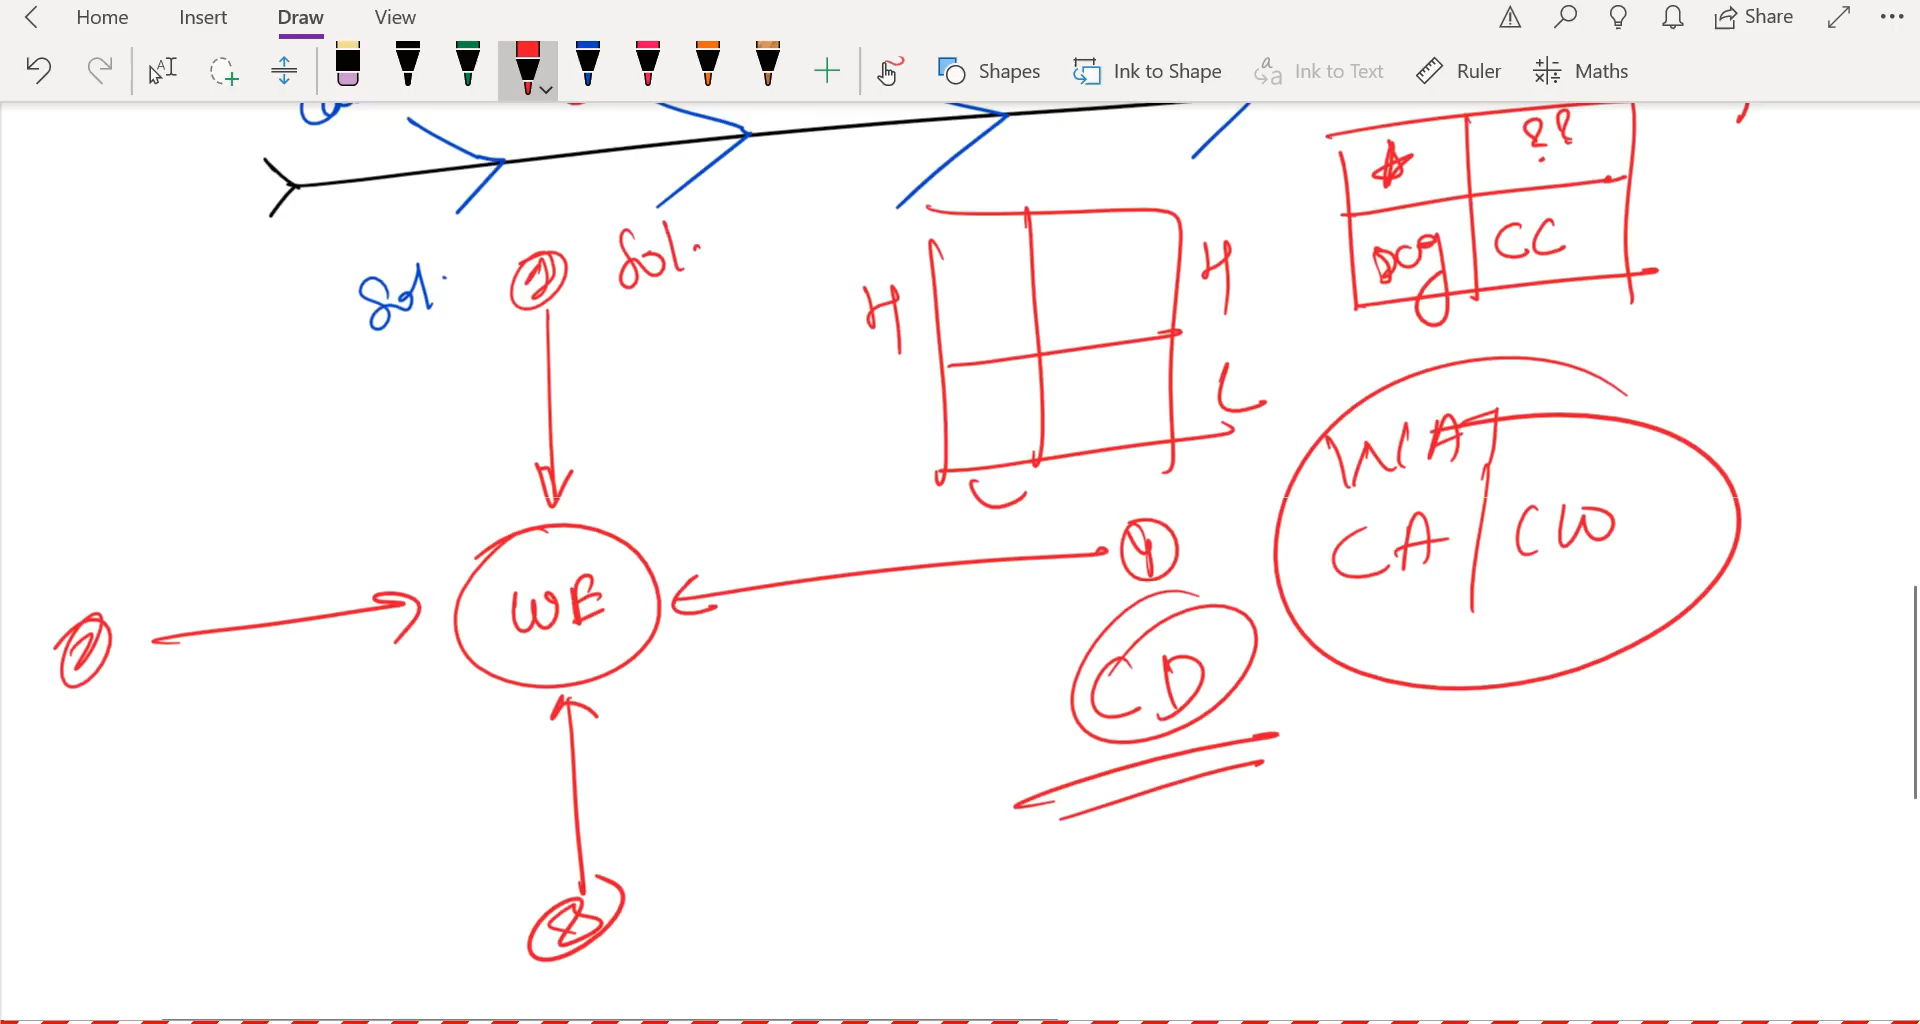 Home Insert Draw View Share
Shapes Ink to Shape Ink to Text Ruler Maths
??
Sol. Sol. H H Dog CC
L
CA CW
WE
CD